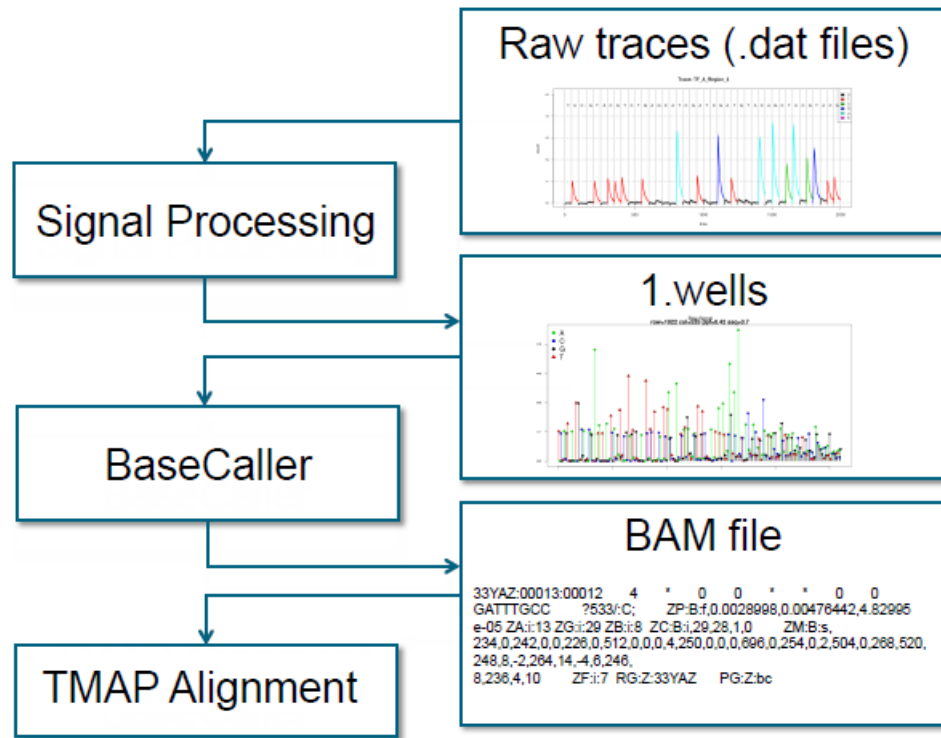 Raw traces (.dat files)
Signal Processing
1.wells
A
C
G
T
BaseCaller
BAM file
33YAZ:00013:00012 4 * 0 0 * * 0 0
GATTTGCC ?533/:C; ZP:B:f,0.0028998,0.00476442,4.82995
e-05 ZA:i:13 ZG:i:29 ZB:i:8 ZC:B:i,29,28,1,0 ZM:B:s,
234,0,242,0,0,226,0,512,0,0,0,4,250,0,0,0,696,0,254,0,2,504,0,268,520,
248,8,-2,264,14,-4,6,246,
8,236,4,10 ZF:i:7 RG:Z:33YAZ PG:Z:bc
TMAP Alignment